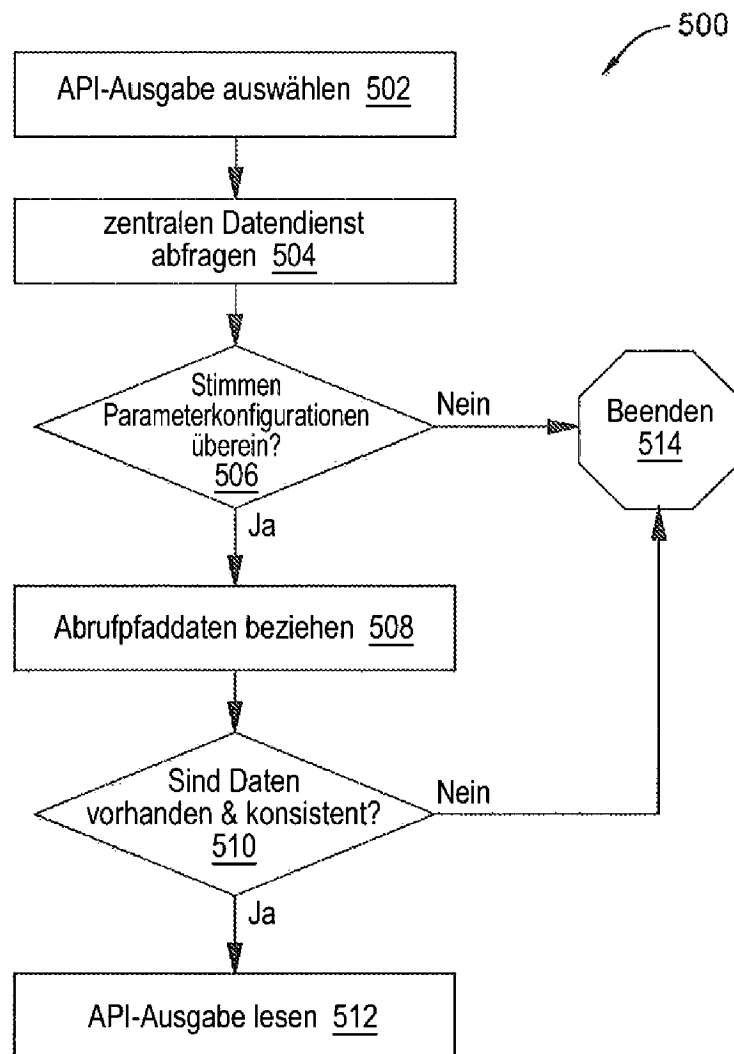 500
API-Ausgabe auswählen 502
zentralen Datendienst
abfragen 504
Stimmen
Parameterkonfigurationen
überein?
506
Nein
Beenden
514
Ja
Abrufpfaddaten beziehen 508
Sind Daten
vorhanden & konsistent?
510
Nein
Ja
API-Ausgabe lesen 512